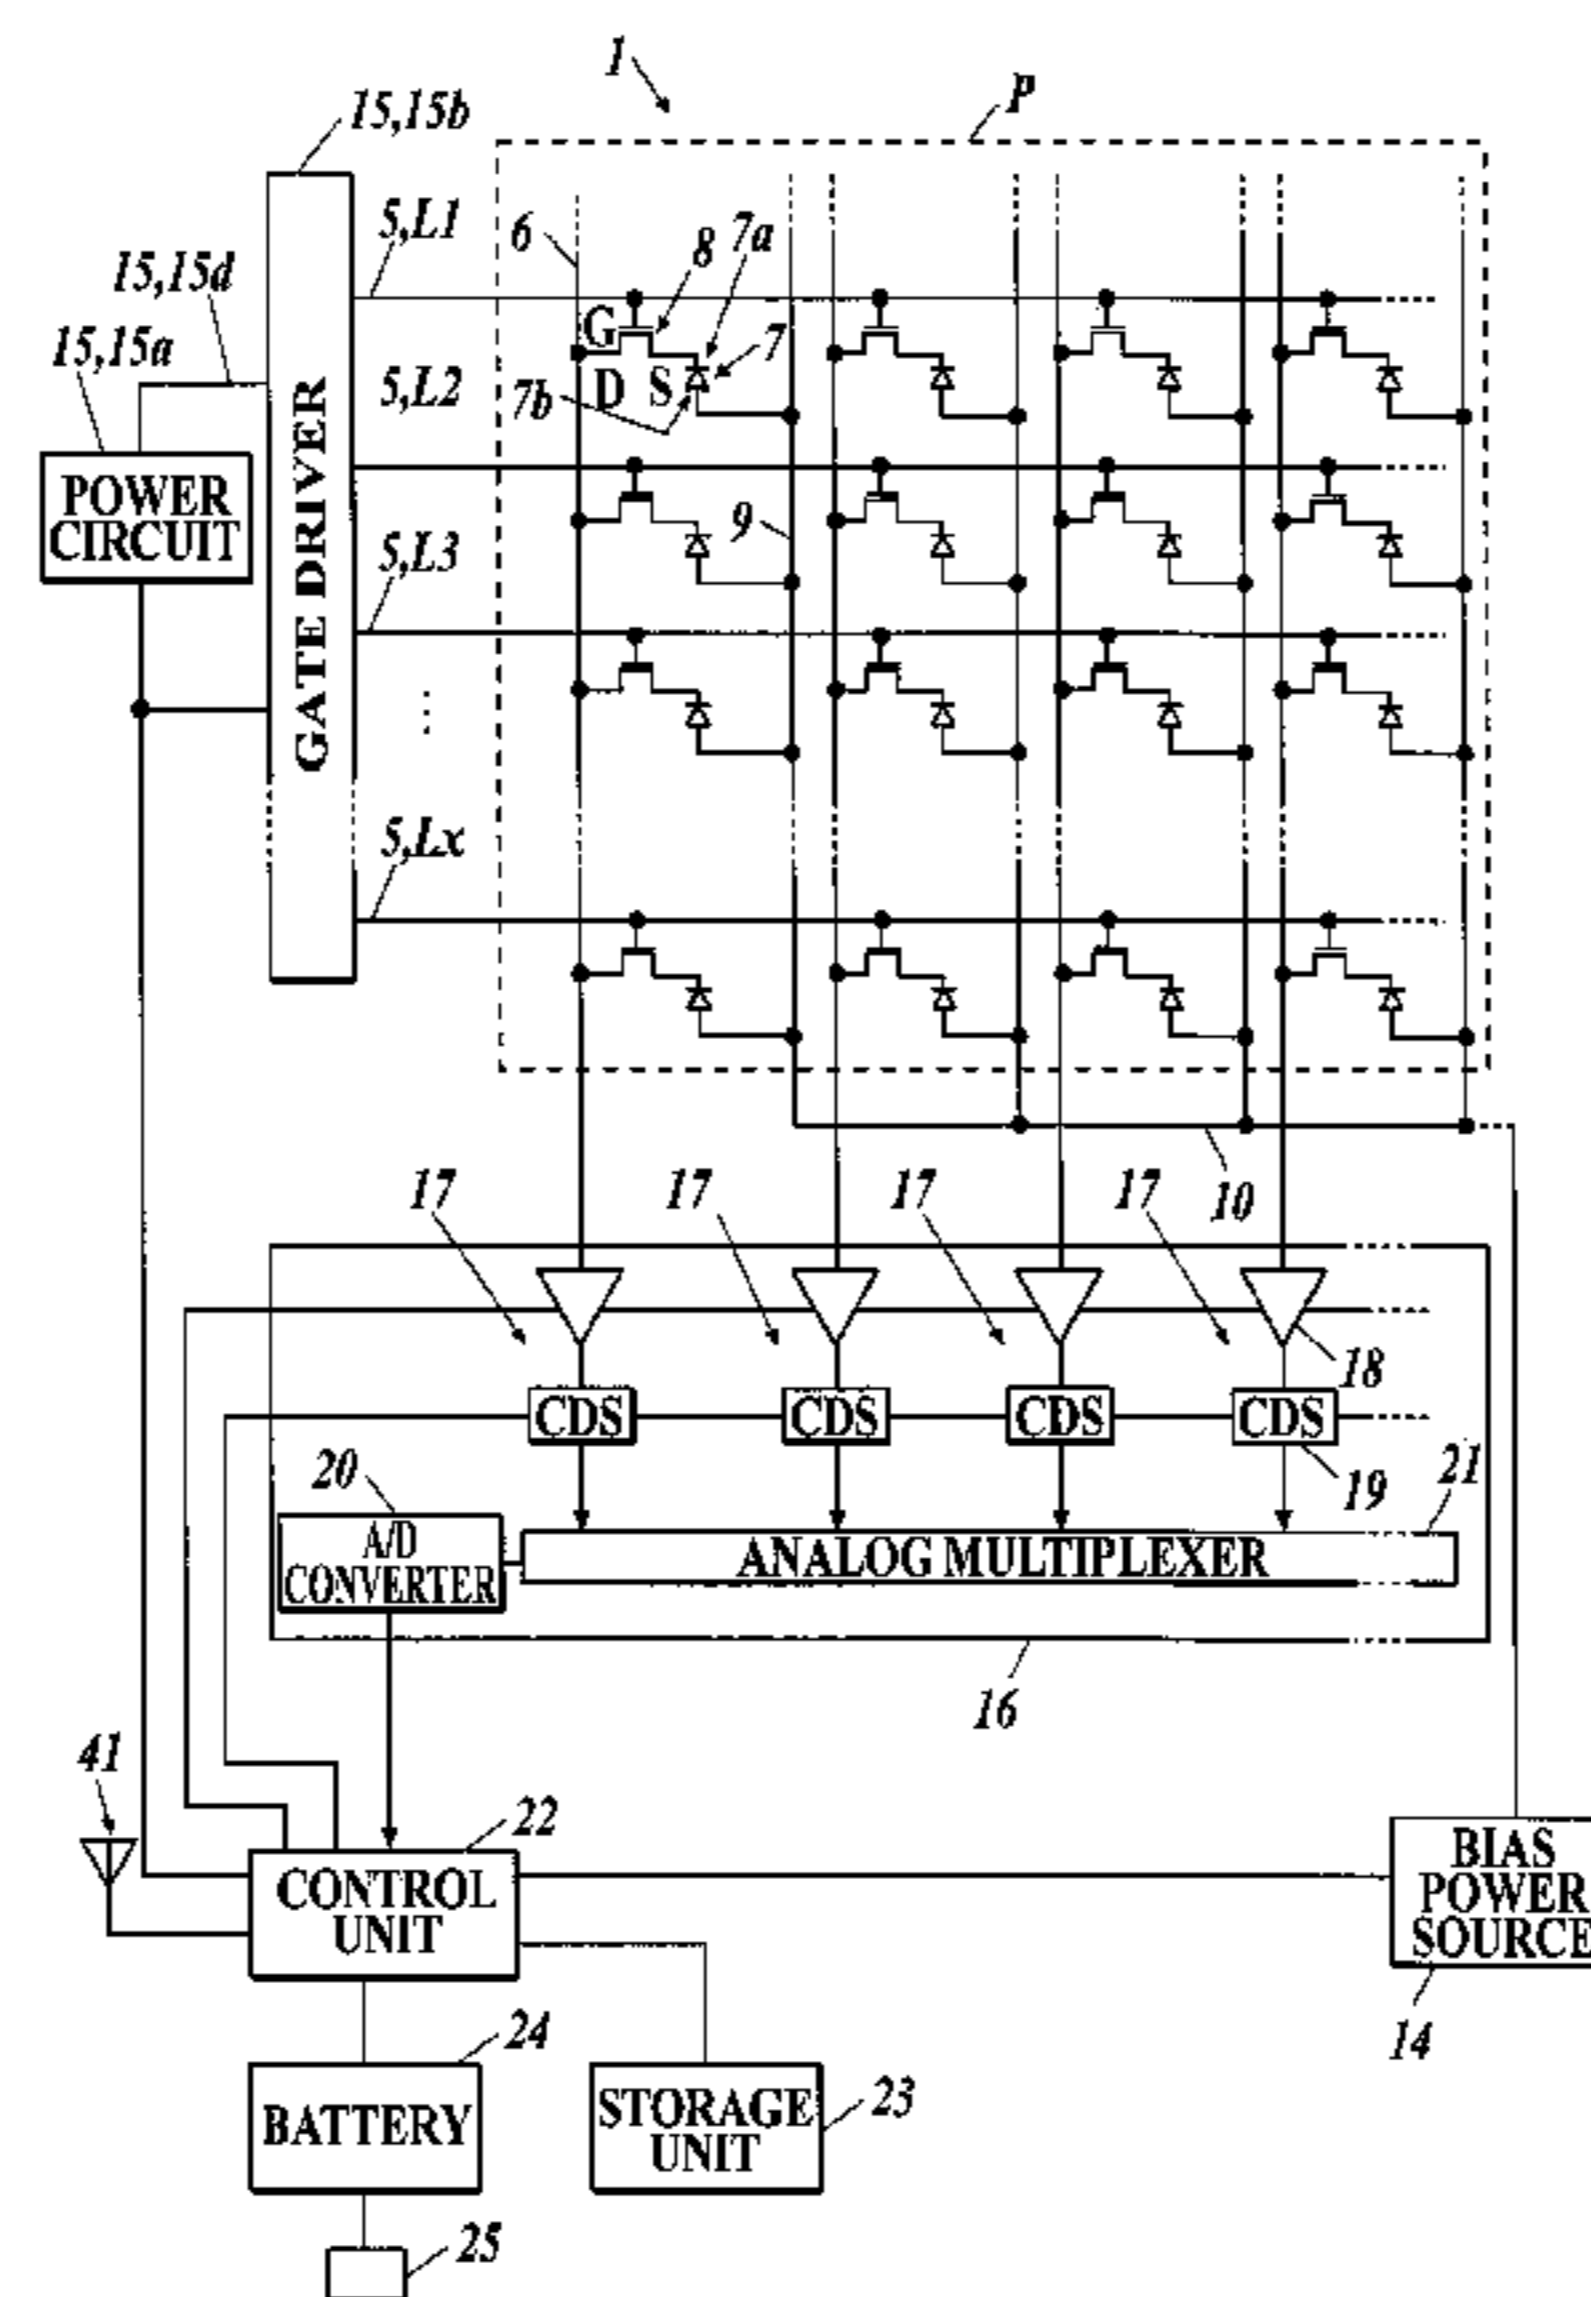 1
P
15,15b
5,L1
6
8
7a
15,15d
G
7
15,15a
5,L2
7b
D
S
POWER
CIRCUIT
GATE DRIVER
9
5,L3
5,Lx
17
17
17
17
10
18
CDS
CDS
CDS
CDS
20
19
21
A/D
CONVERTER
ANALOG MULTIPLEXER
16
41
22
CONTROL
UNIT
BIAS
POWER
SOURCE
24
14
BATTERY
STORAGE
UNIT
23
25